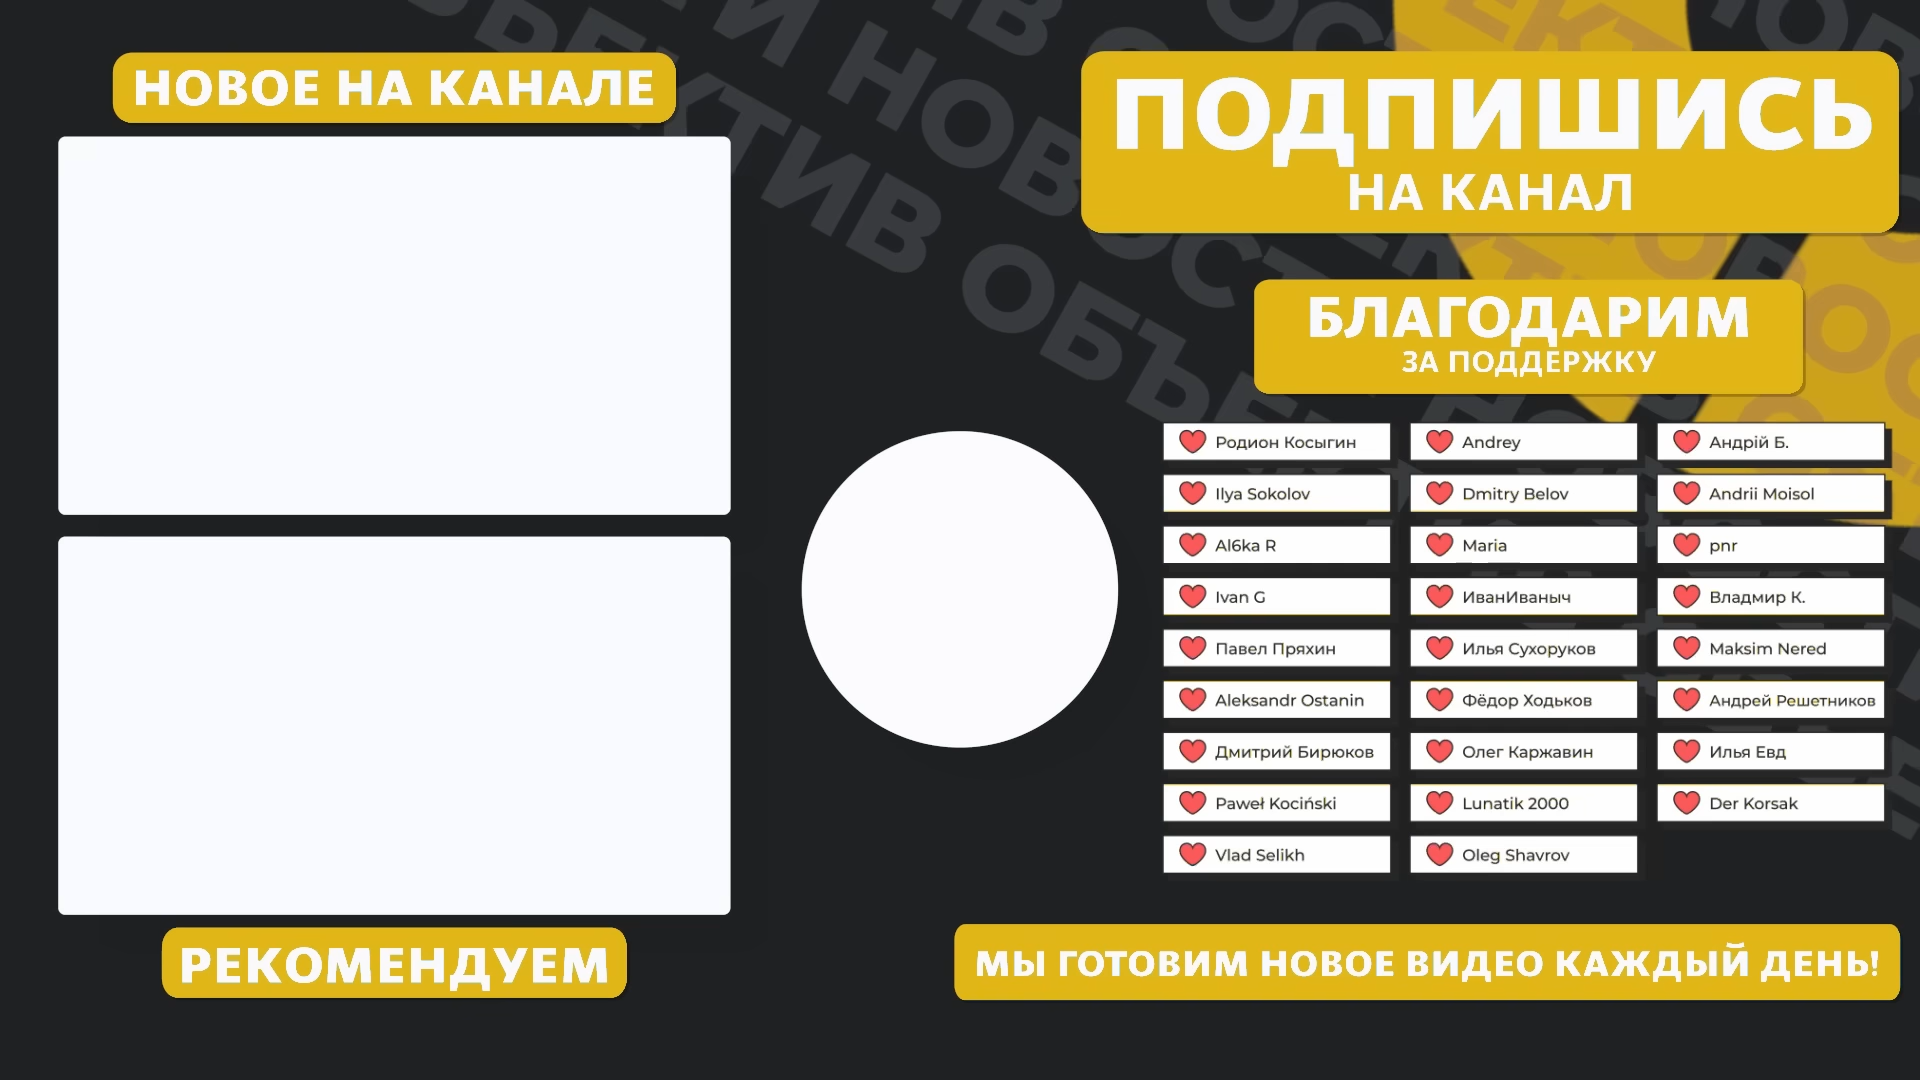 НОВОЕ НА КАНАЛЕ
РЕКОМЕНДУЕМ
ПОДПИШИСЬ
НА КАНАЛ
БЛАГОДАРИМ
ЗА ПОДДЕРЖКУ
Родион Косыгин
Andrey
Андрій Б.
Ilya Sokolov
Dmitry Belov
Andrii Moisol
Al6ka R
Maria
pnr
Ivan G
ИванИваныч
Владмир К.
Павел Пряхин
Илья Сухоруков
Maksim Nered
Aleksandr Ostanin
Фёдор Ходьков
Андрей Решетников
Дмитрий Бирюков
Олег Каржавин
Илья Евд
Paweł Kociński
Lunatik 2000
Der Korsak
Vlad Selikh
Oleg Shavrov
МЫ ГОТОВИМ НОВОЕ ВИДЕО КАЖДЫЙ ДЕНЬ!